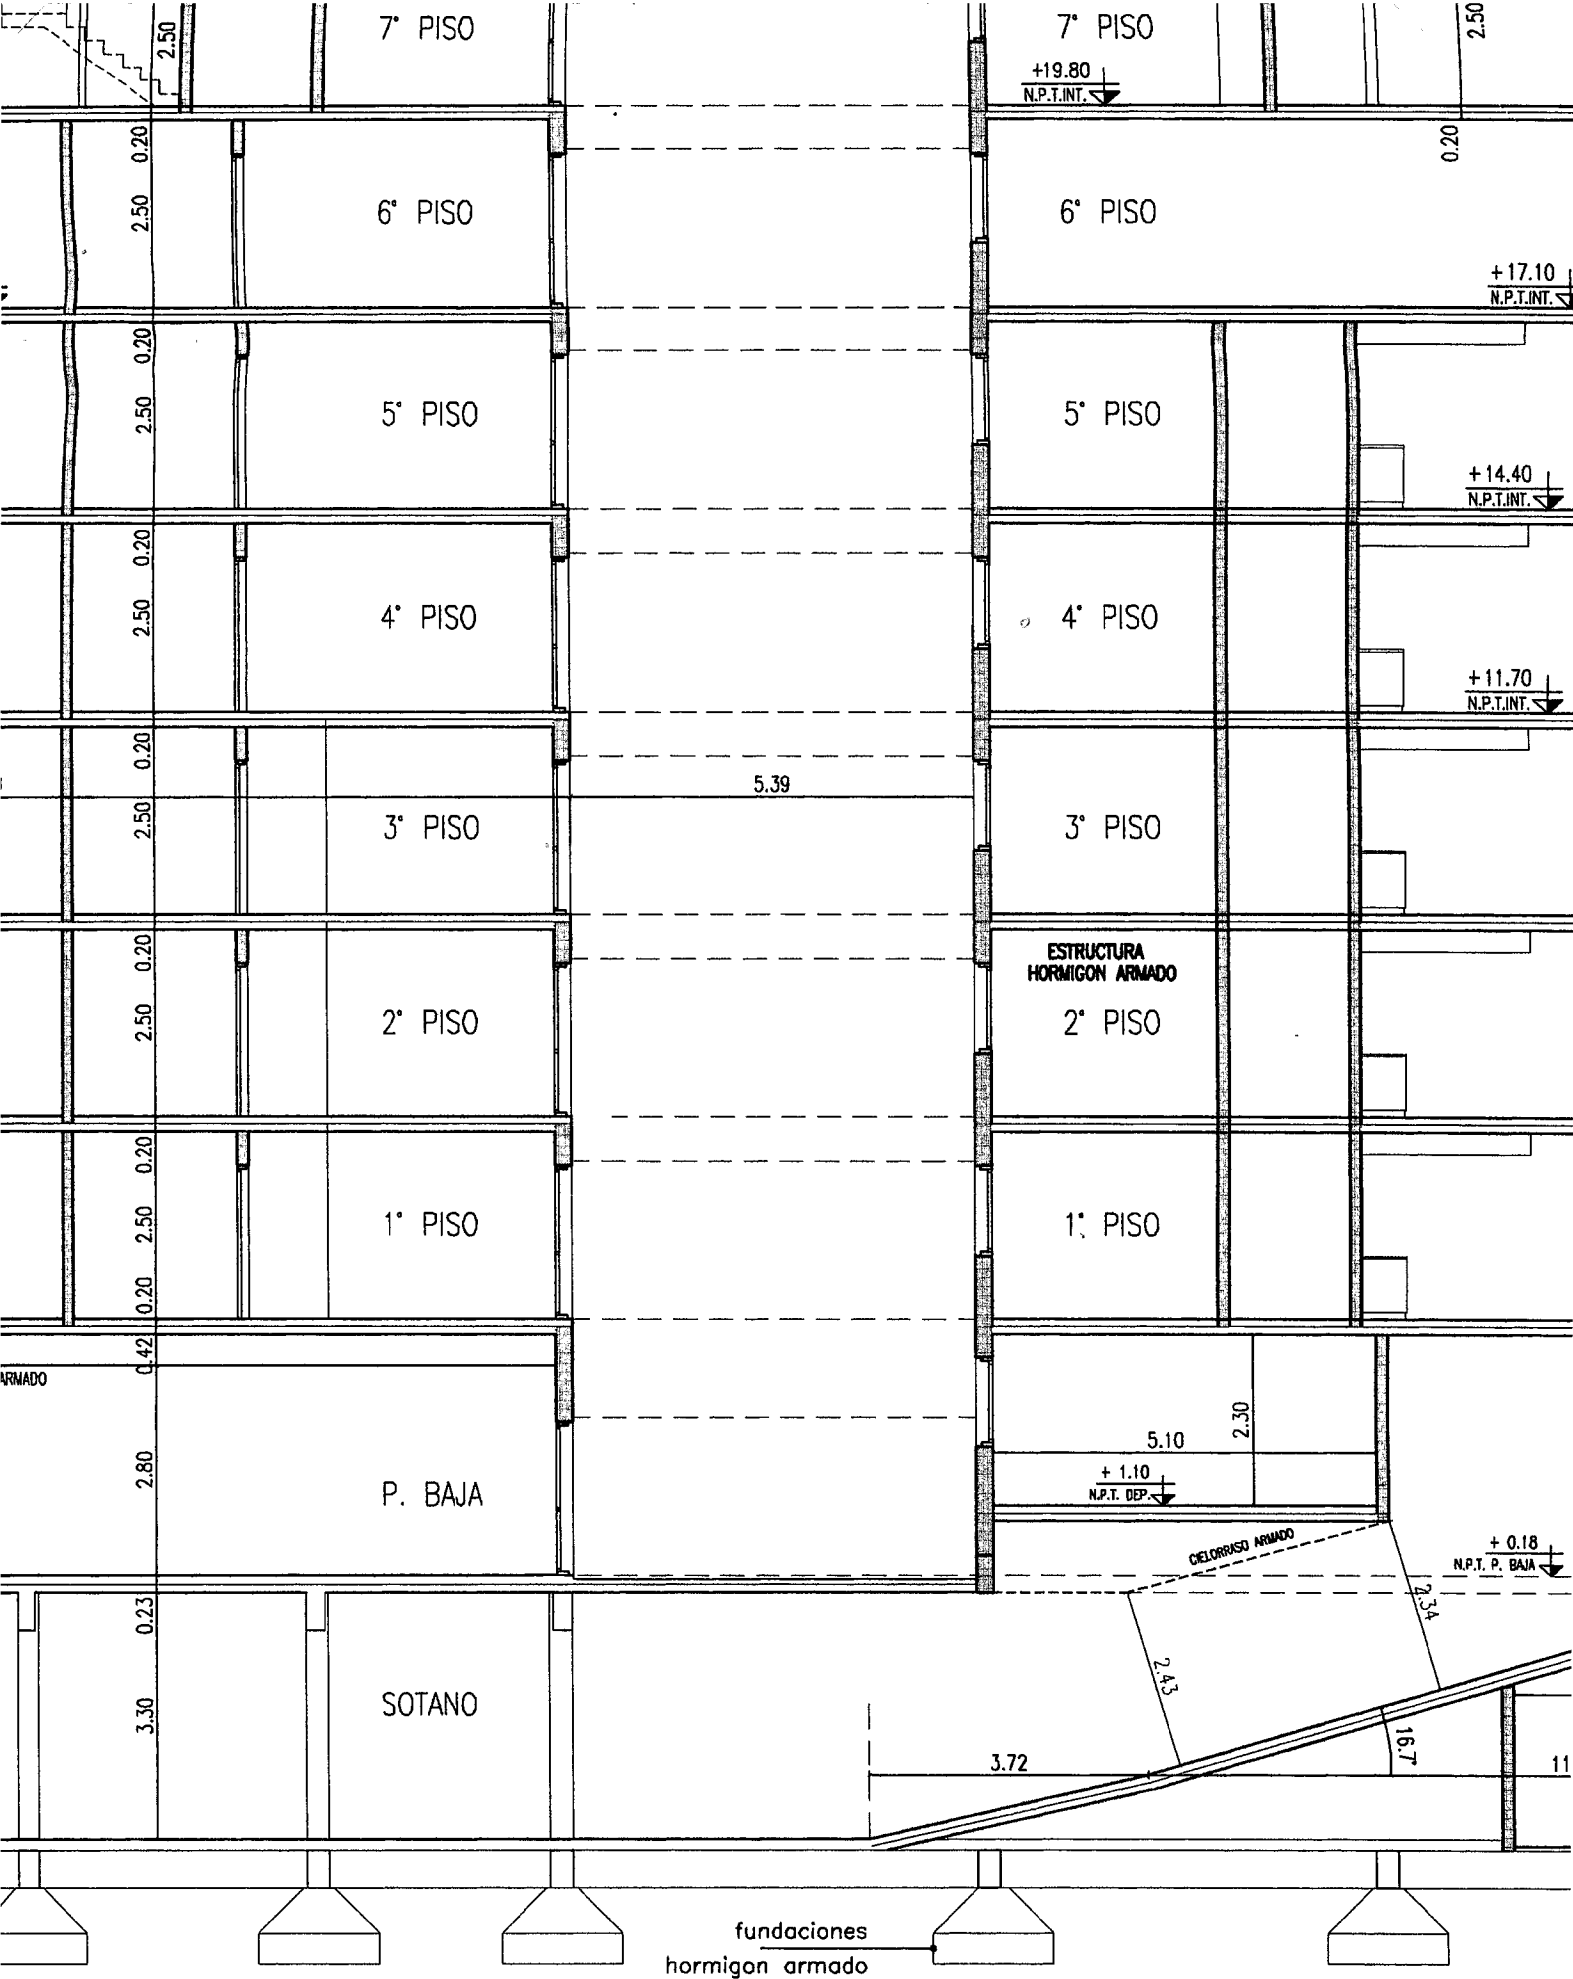 7° PISO
7° PISO
2.50
2.50
+19.80
N.P.T.INT.
0.20
0.20
2.50
6° PISO
6° PISO
+17.10
N.P.T.INT.
0.20
2.50
5° PISO
5° PISO
+14.40
N.P.T.INT.
0.20
2.50
4° PISO
4° PISO
+11.70
N.P.T.INT.
0.20
5.39
2.50
3° PISO
3° PISO
0.20
ESTRUCTURA
HORMIGON ARMADO
2.50
2° PISO
2° PISO
0.20
2.50
1° PISO
1° PISO
0.20
0.42
ARMADO
2.30
5.10
2.80
P. BAJA
+ 1.10
N.P.T. DEP.
CIELORRASO ARMADO
+ 0.18
N.P.T. P. BAJA
0.23
2.34
2.43
3.30
SOTANO
16.7°
3.72
11
fundaciones
hormigon armado